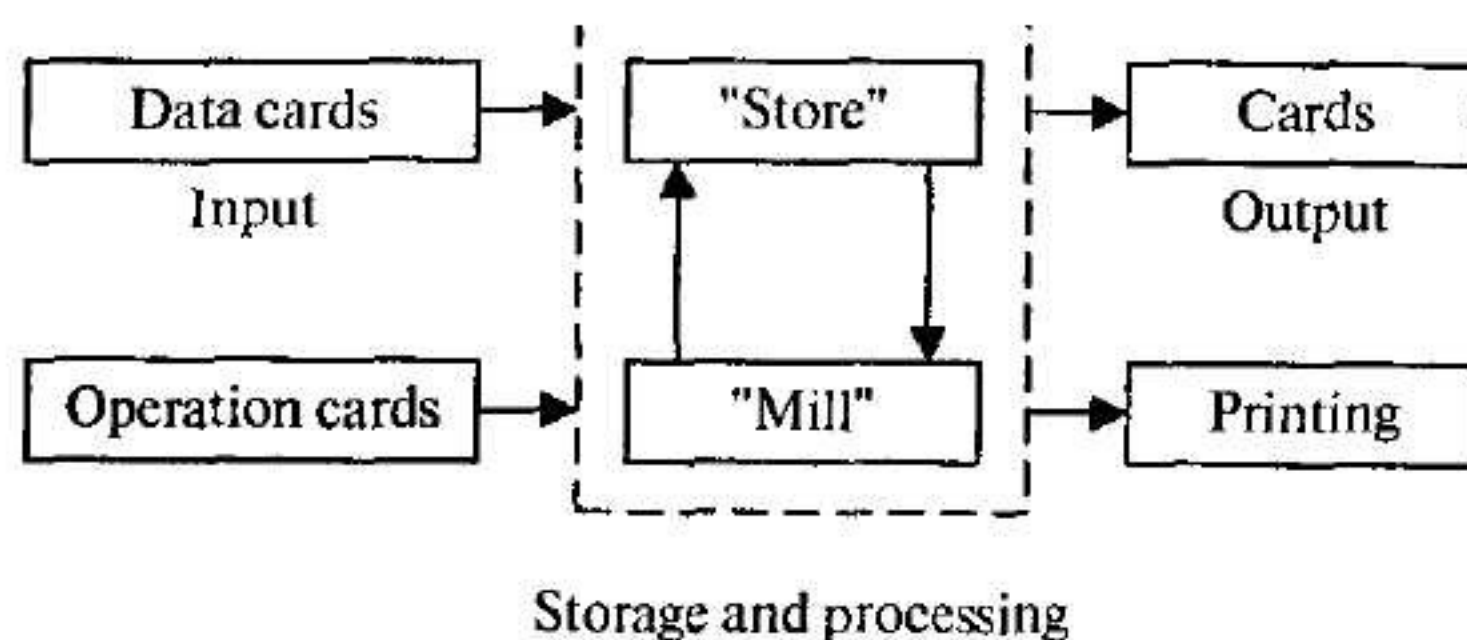 Data cards
"Store"
Cards
Input
Output
Operation cards
"Mill"
Printing
Storage and processing